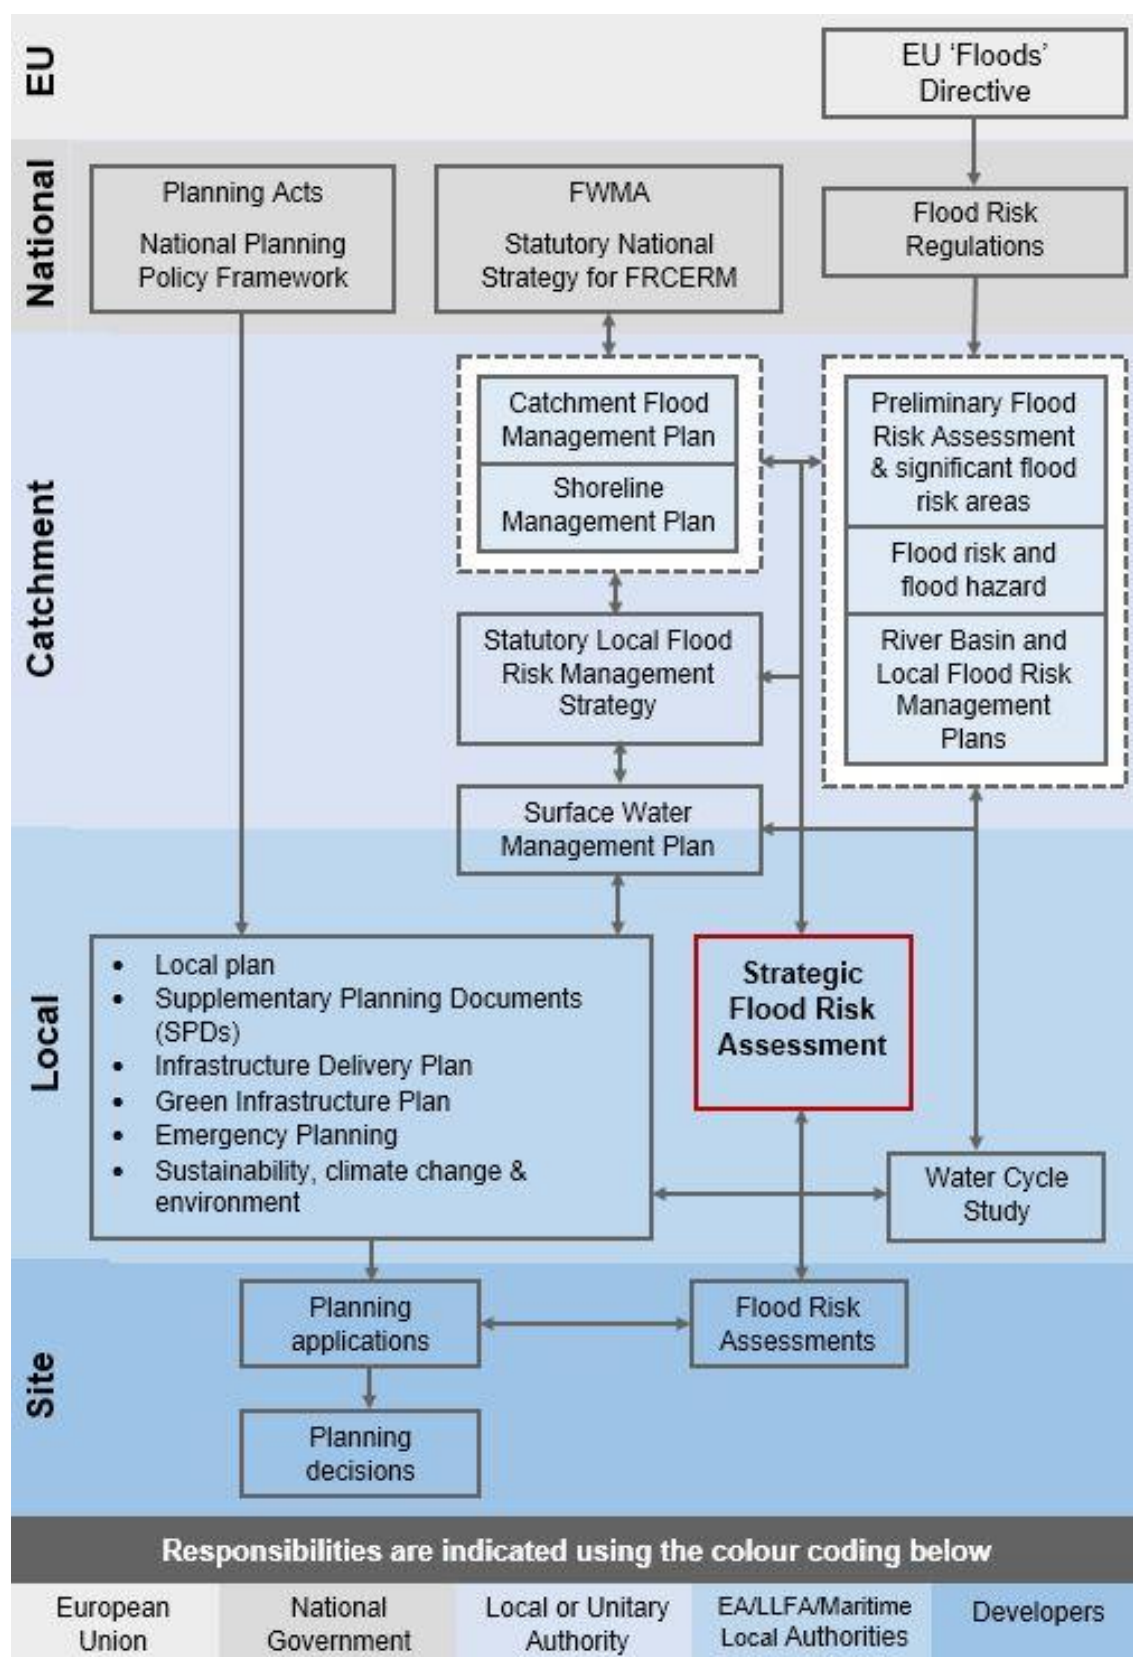 EU
EU ‘Floods’
Directive
National
Planning Acts
National Planning
Policy Framework
FWMA
Statutory National
Strategy for FRCERM
Flood Risk
Regulations
Catchment
Catchment Flood
Management Plan
Shoreline
Management Plan
Preliminary Flood
Risk Assessment
& significant flood
risk areas
Flood risk and
flood hazard
River Basin and
Local Flood Risk
Management
Plans
Statutory Local Flood
Risk Management
Strategy
Surface Water
Management Plan
Local
• Local plan
• Supplementary Planning Documents
(SPDs)
• Infrastructure Delivery Plan
• Green Infrastructure Plan
• Emergency Planning
• Sustainability, climate change &
environment
Strategic
Flood Risk
Assessment
Water Cycle
Study
Site
Planning
applications
Flood Risk
Assessments
Planning
decisions
Responsibilities are indicated using the colour coding below
European
Union
National
Government
Local or Unitary
Authority
EA/LLFA/Maritime
Local Authorities
Developers